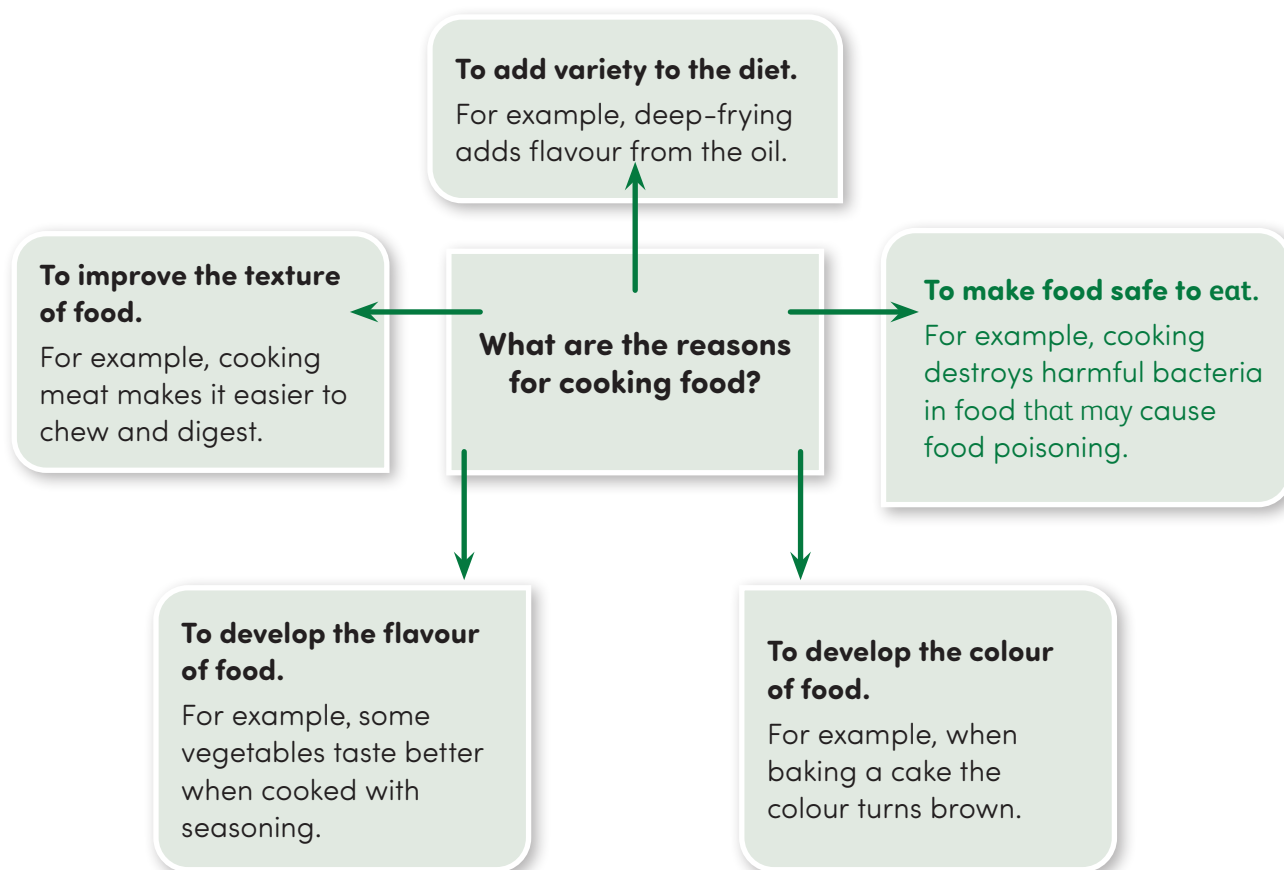 To add variety to the diet.
For example, deep-frying
adds flavour from the oil.
To improve the texture
of food.
For example, cooking
meat makes it easier to
chew and digest.
What are the reasons
for cooking food?
To make food safe to eat.
For example, cooking
destroys harmful bacteria
in food that may cause
food poisoning.
To develop the flavour
of food.
For example, some
vegetables taste better
when cooked with
seasoning.
To develop the colour
of food.
For example, when
baking a cake the
colour turns brown.